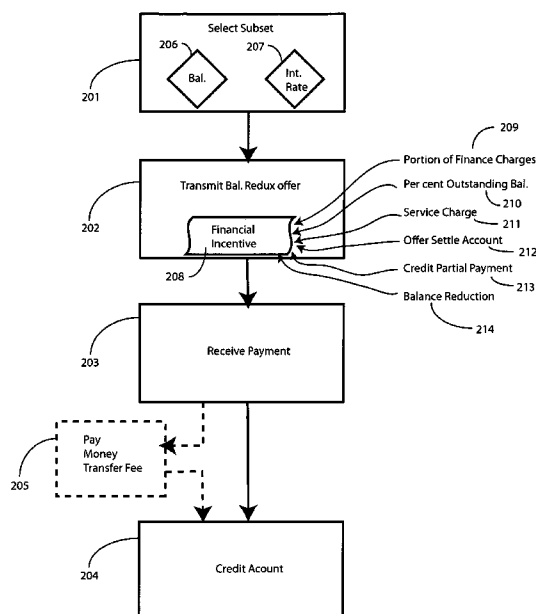 Select Subset
206
207
Bal.
Int.
Rate
201
209
Portion of Finance Charges
Transmit Bal. Redux offer
Per cent Outstanding Bal.
210
Service Charge
211
202
Financial
Incentive
Offer Settle Account
212
208
Credit Partial Payment
213
Balance Reduction
214
Receive Payment
203
Pay
Money
Transfer Fee
205
Credit Acount
204